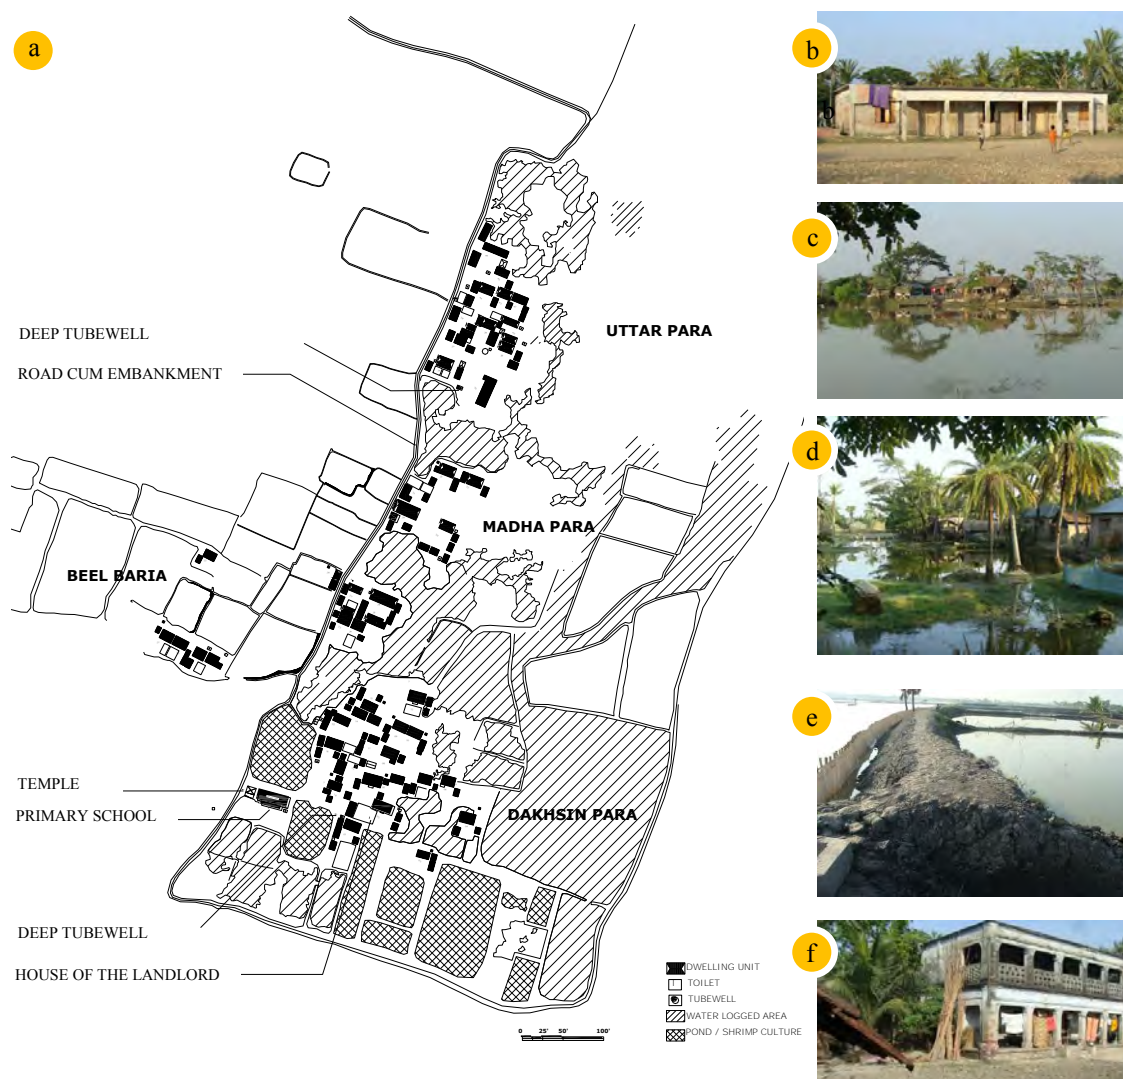 a
b
b
c
d
e
f
DEEP TUBEWELL
ROAD CUM EMBANKMENT
UTTAR PARA
MADHA PARA
BEEL BARIA
TEMPLE
PRIMARY SCHOOL
DAKHSIN PARA
DEEP TUBEWELL
HOUSE OF THE LANDLORD
DWELLING UNIT
TOILET
TUBEWELL
WATER LOGGED AREA
POND / SHRIMP CULTURE
0 25' 50' 100'